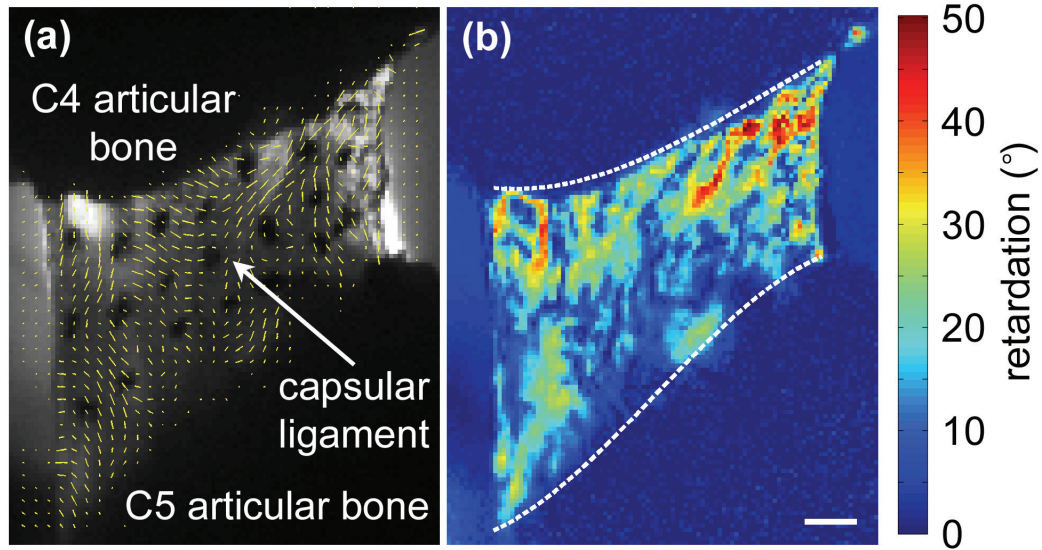 (a)
C4 articular
bone
capsular
ligament
C5 articular bone
(b)
50
40
30
20
10
0
retardation (°)